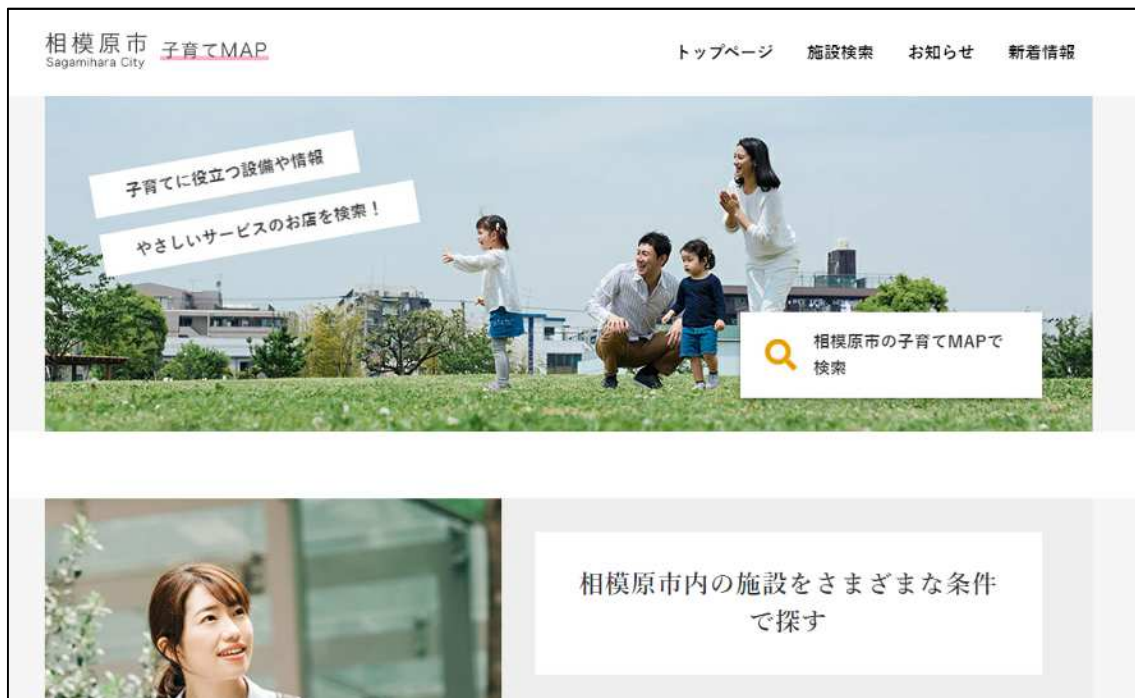 相模原市 子育てMAP
Sagamihara City
トップページ 施設検索 お知らせ 新着情報
子育てに役立つ設備や情報
やさしいサービスのお店を検索！
相模原市の子育てMAPで
検索
相模原市内の施設をさまざまな条件
で探す